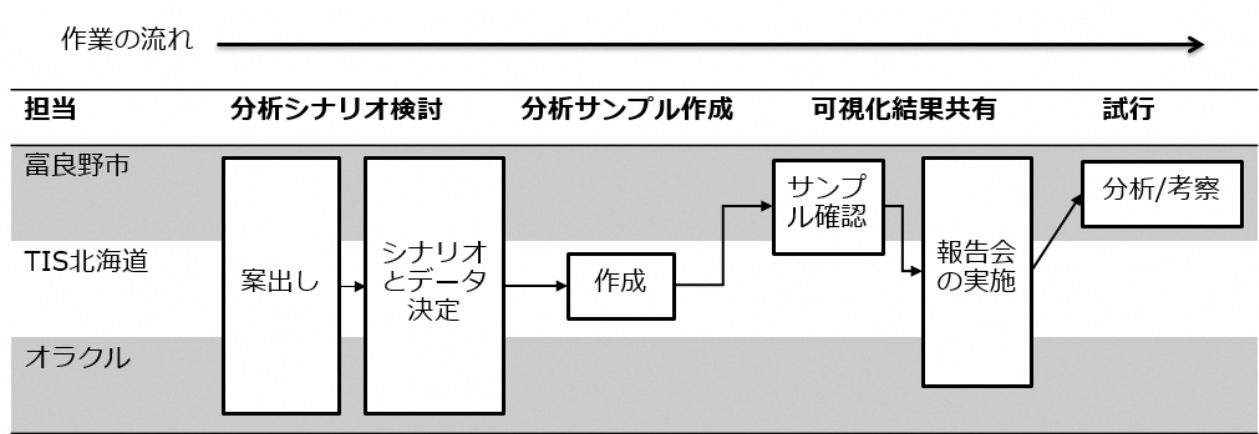 作業の流れ
担当 分析シナリオ検討 分析サンプル作成 可視化結果共有 試行
富良野市
TIS北海道
オラクル
案出し
シナリオ
とデータ
決定
作成
サンプ
ル確認
報告会
の実施
分析/考察